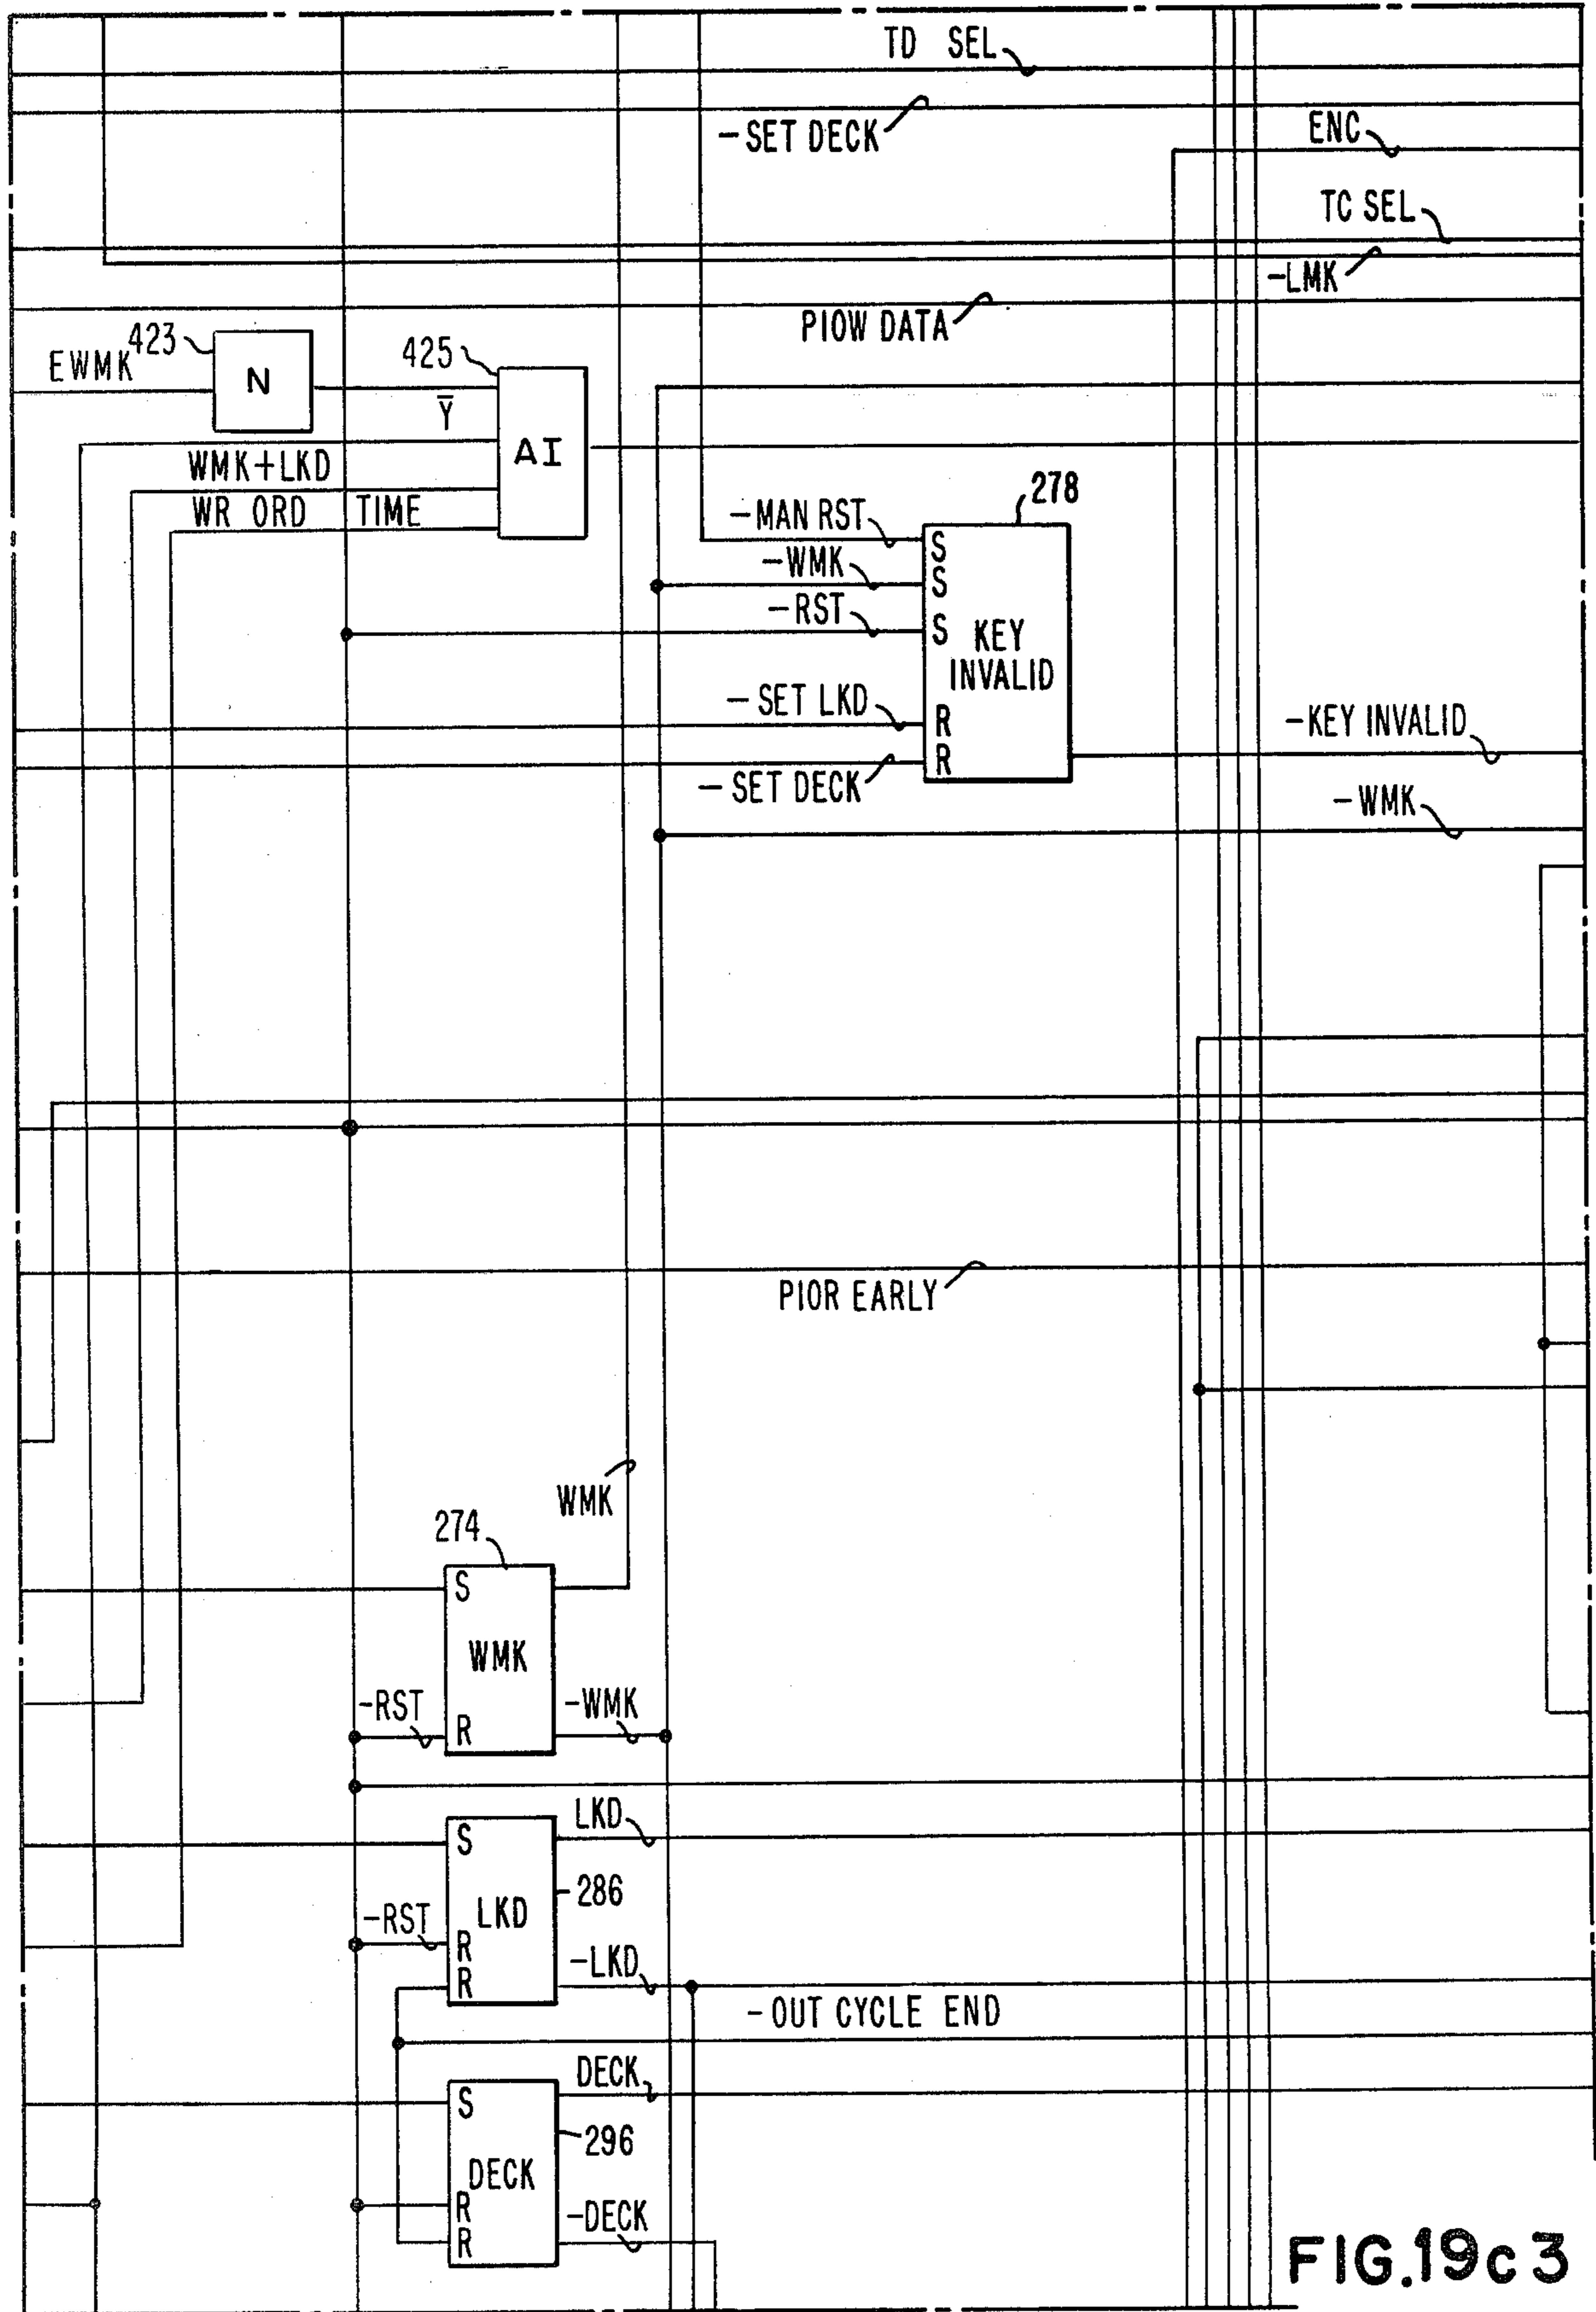 TD SEL
-SET DECK
ENC
TC SEL
-LMK
PIOW DATA
423
EWMK
N
425
Y̅
AI
WMK+LKD
WR ORD TIME
278
-MAN RST
S
-WMK
S
-RST
S
KEY
INVALID
-SET LKD
R
-KEY INVALID
R
-SET DECK
-WMK
PIOR EARLY
WMK
274
S
WMK
-RST
R
-WMK
LKD
S
286
LKD
-RST
R
-LKD
R
-OUT CYCLE END
DECK
S
296
DECK
R
-DECK
R
FIG.19c3